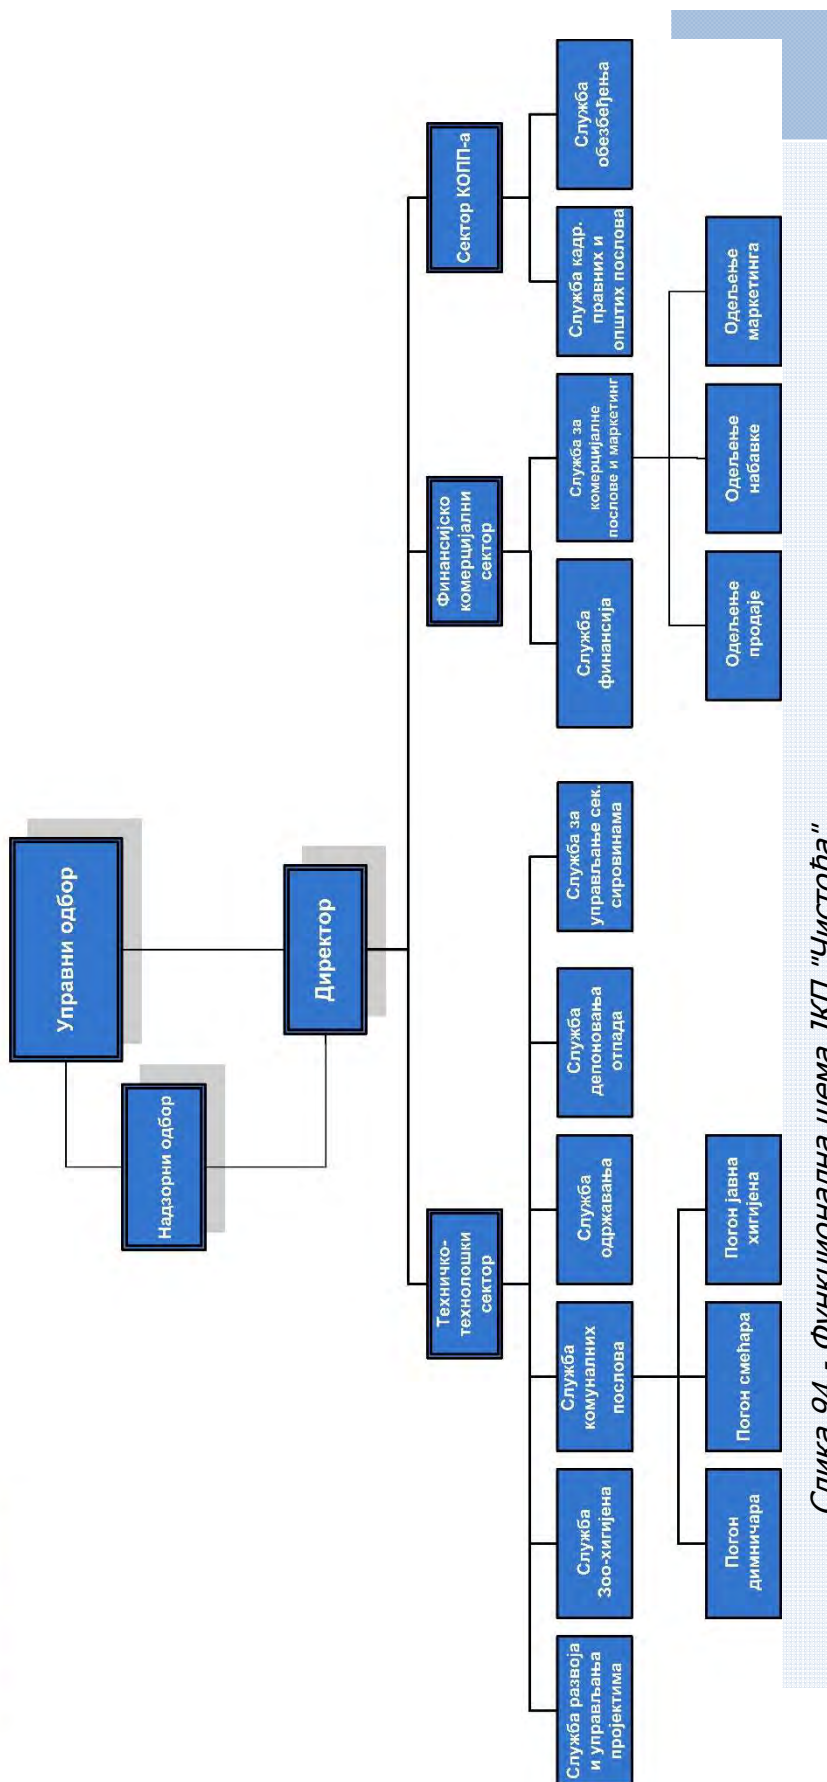 Управни одбор
Надзорни одбор
Директор
Техничко-
технолошки
сектор
Финансијско
комерцијални
сектор
Сектор КОПП-а
Служба развоја
и управљања
пројектима
Служба
Зоо-хигијена
Служба
комуналних
послова
Служба
одржавања
Служба
депоновања
отпада
Служба за
управљање сек.
сировинама
Служба
финансија
Служба за
комерцијалне
послове и маркетинг
Служба кадр.
правних и
општих послова
Служба
обезбеђења
Погон
димничара
Погон смећара
Погон јавна
хигијена
Одељење
продаје
Одељење
набавке
Одељење
маркетинга
Слика 94 - Функционална шема ЈКП "Чистоћа"